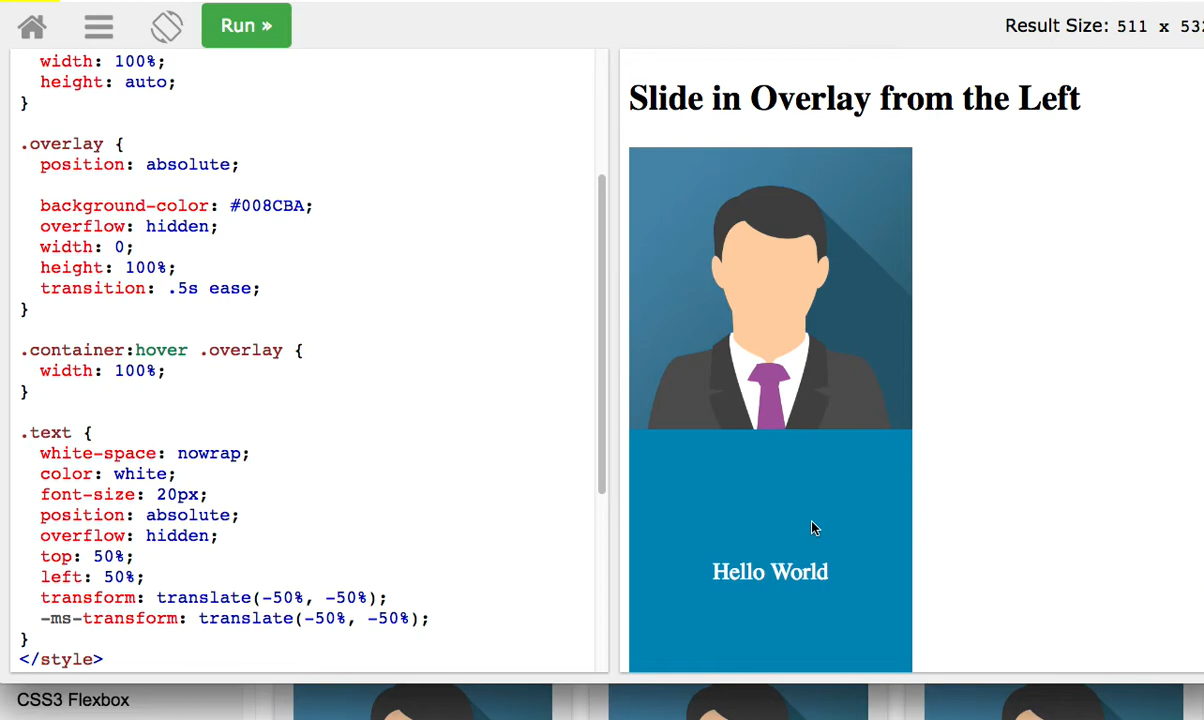 Run »
Result Size: 511 x 532
width: 100%;
height: auto;
}
.overlay {
position: absolute;
background-color: #008CBA;
overflow: hidden;
width: 0;
height: 100%;
transition: .5s ease;
}
.container:hover .overlay {
width: 100%;
}
.text {
white-space: nowrap;
color: white;
font-size: 20px;
position: absolute;
overflow: hidden;
top: 50%;
left: 50%;
transform: translate(-50%, -50%);
-ms-transform: translate(-50%, -50%);
}
</style>
Slide in Overlay from the Left
Hello World
CSS3 Flexbox